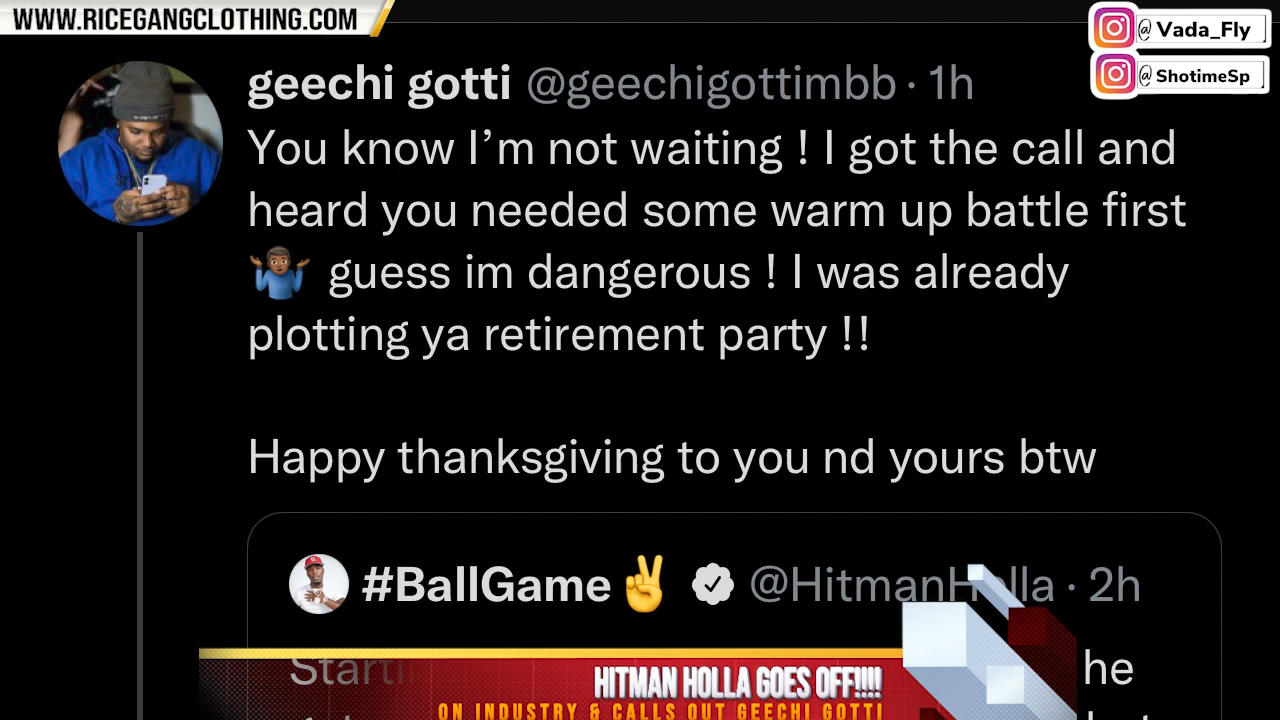 WWW.RICEGANGCLOTHING.COM
@ Vada_Fly
@ ShotimeSp
geechi gotti @geechigottimbb · 1h
You know I’m not waiting ! I got the call and
heard you needed some warm up battle first
🤷🏾‍♂️ guess im dangerous ! I was already
plotting ya retirement party !!
Happy thanksgiving to you nd yours btw
#BallGame✌️ @HitmanHolla · 2h
he
HITMAN HOLLA GOES OFF!!!!
ON INDUSTRY & CALLS OUT GEECHI GOTTI